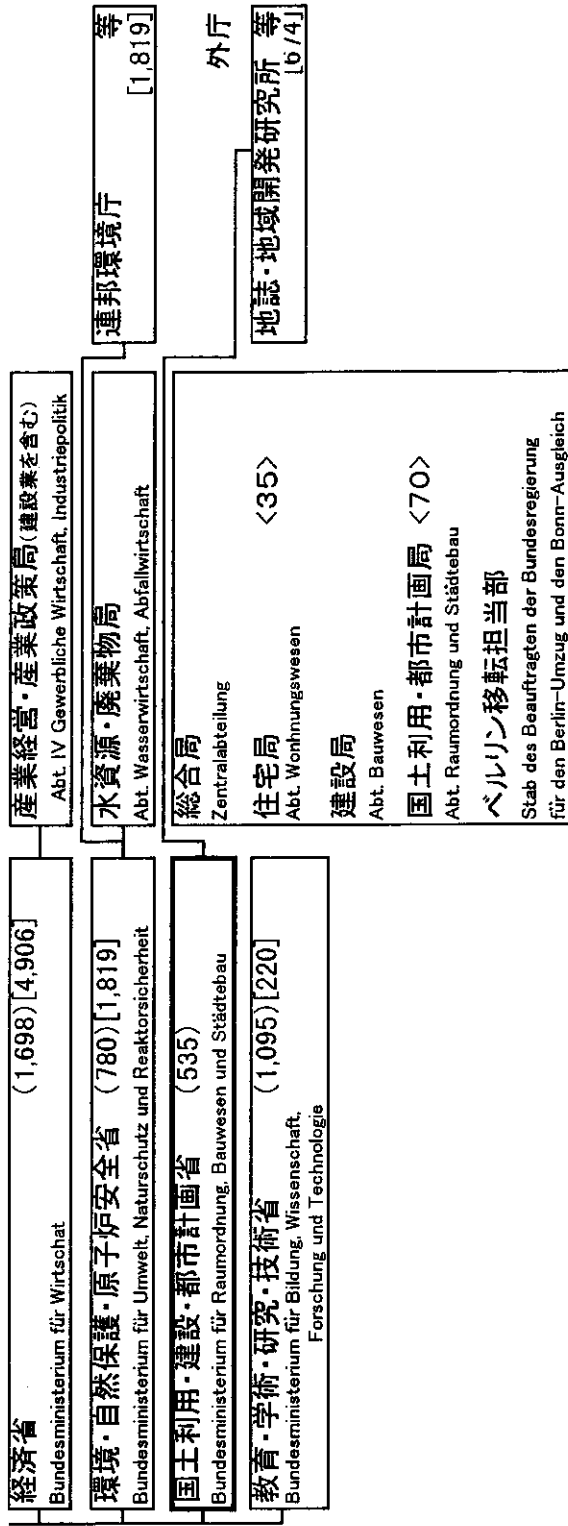 経済省 (1,698)[4,906]
Bundesministerium für Wirtschat
環境・自然保護・原子炉安全省 (780)[1,819]
Bundesministerium für Umwelt, Naturschutz und Reaktorsicherheit
国土利用・建設・都市計画省 (535)
Bundesministerium für Raumordnung, Bauwesen und Städtebau
教育・学術・研究・技術省 (1,095)[220]
Bundesministerium für Bildung, Wissenschaft,
Forschung und Technologie
産業経営・産業政策局(建設業を含む)
Abt. IV Gewerbliche Wirtschaft, Industriepolitik
水資源・廃棄物局
Abt. Wasserwirtschaft, Abfallwirtschaft
総合局
Zentralabteilung
住宅局 <35>
Abt. Wonhnungswesen
建設局
Abt. Bauwesen
国土利用・都市計画局 <70>
Abt. Raumordnung und Städtebau
ベルリン移転担当部
Stab des Beauftragten der Bundesregierung
für den Berlin-Umzug und den Bonn-Ausgleich
連邦環境庁 等
[1,819]
外庁
地誌・地域開発研究所 等
[674]